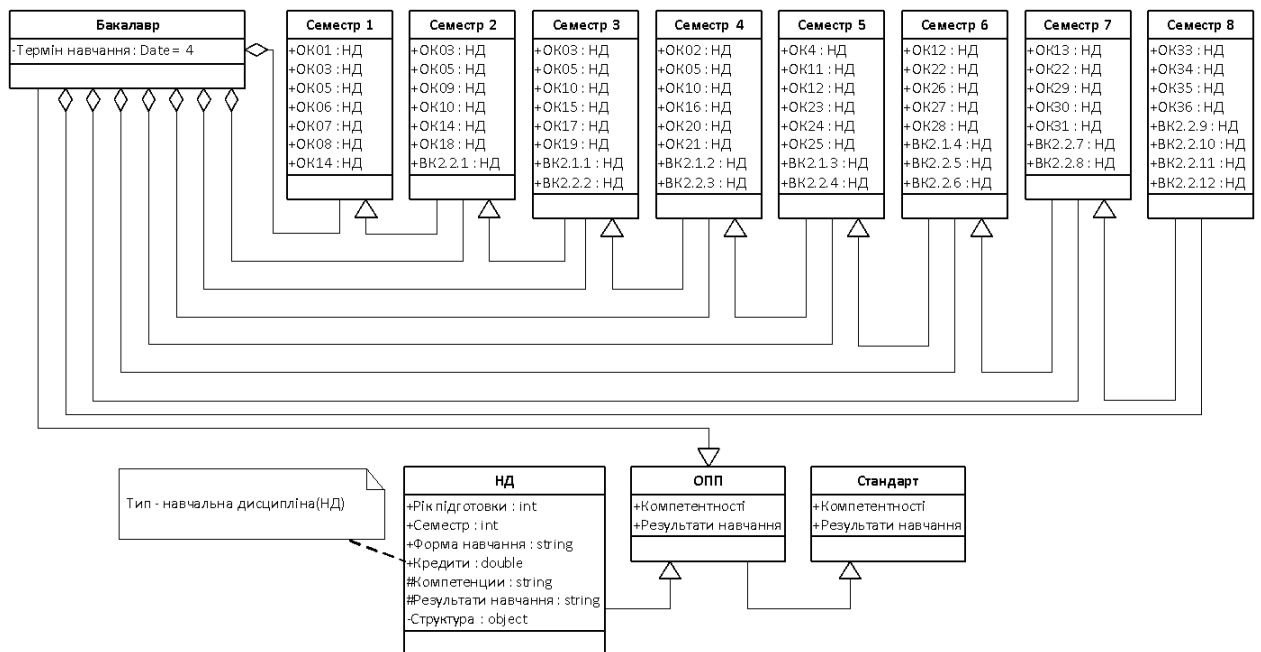 Бакалавр
-Термін навчання : Date = 4
Семестр 1
+ОК01 : НД
+ОК03 : НД
+ОК05 : НД
+ОК06 : НД
+ОК07 : НД
+ОК08 : НД
+ОК14 : НД
Семестр 2
+ОК03 : НД
+ОК05 : НД
+ОК09 : НД
+ОК10 : НД
+ОК14 : НД
+ОК18 : НД
+ВК2.2.1 : НД
Семестр 3
+ОК03 : НД
+ОК05 : НД
+ОК10 : НД
+ОК15 : НД
+ОК17 : НД
+ОК19 : НД
+ВК2.1.1 : НД
+ВК2.2.2 : НД
Семестр 4
+ОК02 : НД
+ОК05 : НД
+ОК10 : НД
+ОК16 : НД
+ОК20 : НД
+ОК21 : НД
+ВК2.1.2 : НД
+ВК2.2.3 : НД
Семестр 5
+ОК4 : НД
+ОК11 : НД
+ОК12 : НД
+ОК23 : НД
+ОК24 : НД
+ОК25 : НД
+ВК2.1.3 : НД
+ВК2.2.4 : НД
Семестр 6
+ОК12 : НД
+ОК22 : НД
+ОК26 : НД
+ОК27 : НД
+ОК28 : НД
+ВК2.1.4 : НД
+ВК2.2.5 : НД
+ВК2.2.6 : НД
Семестр 7
+ОК13 : НД
+ОК22 : НД
+ОК29 : НД
+ОК30 : НД
+ОК31 : НД
+ВК2.2.7 : НД
+ВК2.2.8 : НД
Семестр 8
+ОК33 : НД
+ОК34 : НД
+ОК35 : НД
+ОК36 : НД
+ВК2.2.9 : НД
+ВК2.2.10 : НД
+ВК2.2.11 : НД
+ВК2.2.12 : НД
Тип - навчальна дисципліна(НД)
НД
+Рік підготовки : int
+Семестр : int
+Форма навчання : string
+Кредити : double
#Компетенции : string
#Результати навчання : string
-Структура : object
ОПП
+Компетентності
+Результати навчання
Стандарт
+Компетентності
+Результати навчання